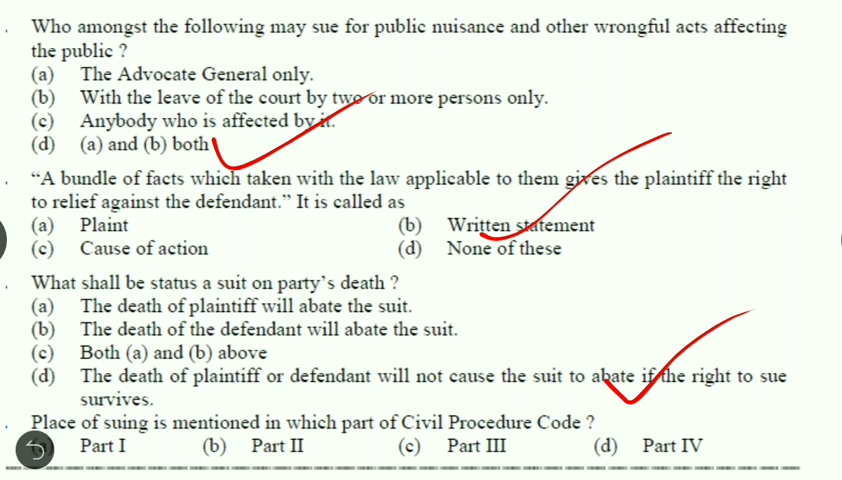 Who amongst the following may sue for public nuisance and other wrongful acts affecting
the public ?
(a) The Advocate General only.
(b) With the leave of the court by two or more persons only.
(c) Anybody who is affected by it.
(d) (a) and (b) both
“A bundle of facts which taken with the law applicable to them gives the plaintiff the right
to relief against the defendant.” It is called as
(a) Plaint (b) Written statement
(c) Cause of action (d) None of these
What shall be status a suit on party’s death ?
(a) The death of plaintiff will abate the suit.
(b) The death of the defendant will abate the suit.
(c) Both (a) and (b) above
(d) The death of plaintiff or defendant will not cause the suit to abate if the right to sue
survives.
Place of suing is mentioned in which part of Civil Procedure Code ?
Part I (b) Part II (c) Part III (d) Part IV